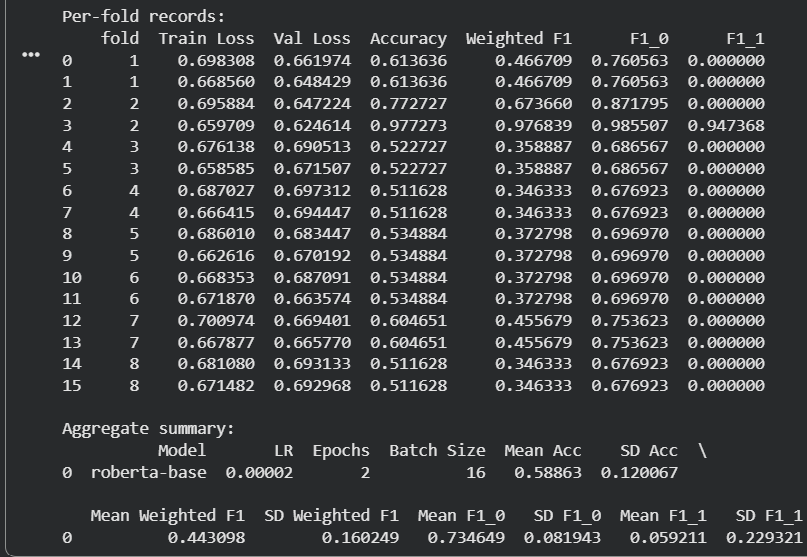 Per-fold records:
fold Train Loss Val Loss Accuracy Weighted F1 F1_0 F1_1
0 1 0.698308 0.661974 0.613636 0.466709 0.760563 0.000000
1 1 0.668560 0.648429 0.613636 0.466709 0.760563 0.000000
2 2 0.695884 0.647224 0.772727 0.673660 0.871795 0.000000
3 2 0.659709 0.624614 0.977273 0.976839 0.985507 0.947368
4 3 0.676138 0.690513 0.522727 0.358887 0.686567 0.000000
5 3 0.658585 0.671507 0.522727 0.358887 0.686567 0.000000
6 4 0.687027 0.697312 0.511628 0.346333 0.676923 0.000000
7 4 0.666415 0.694447 0.511628 0.346333 0.676923 0.000000
8 5 0.686010 0.683447 0.534884 0.372798 0.696970 0.000000
9 5 0.662616 0.670192 0.534884 0.372798 0.696970 0.000000
10 6 0.668353 0.687091 0.534884 0.372798 0.696970 0.000000
11 6 0.671870 0.663574 0.534884 0.372798 0.696970 0.000000
12 7 0.700974 0.669401 0.604651 0.455679 0.753623 0.000000
13 7 0.667877 0.665770 0.604651 0.455679 0.753623 0.000000
14 8 0.681080 0.693133 0.511628 0.346333 0.676923 0.000000
15 8 0.671482 0.692968 0.511628 0.346333 0.676923 0.000000
Aggregate summary:
Model LR Epochs Batch Size Mean Acc SD Acc \
0 roberta-base 0.00002 2 16 0.58863 0.120067
Mean Weighted F1 SD Weighted F1 Mean F1_0 SD F1_0 Mean F1_1 SD F1_1
0 0.443098 0.160249 0.734649 0.081943 0.059211 0.229321